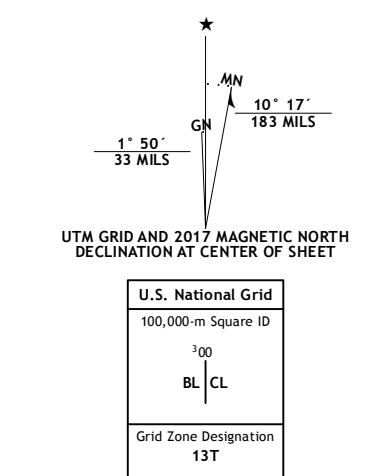 ★
MN
GN
10° 17´
183 MILS
1° 50´
33 MILS
UTM GRID AND 2017 MAGNETIC NORTH
DECLINATION AT CENTER OF SHEET
U.S. National Grid
100,000-m Square ID
³00
BL CL
Grid Zone Designation
13T